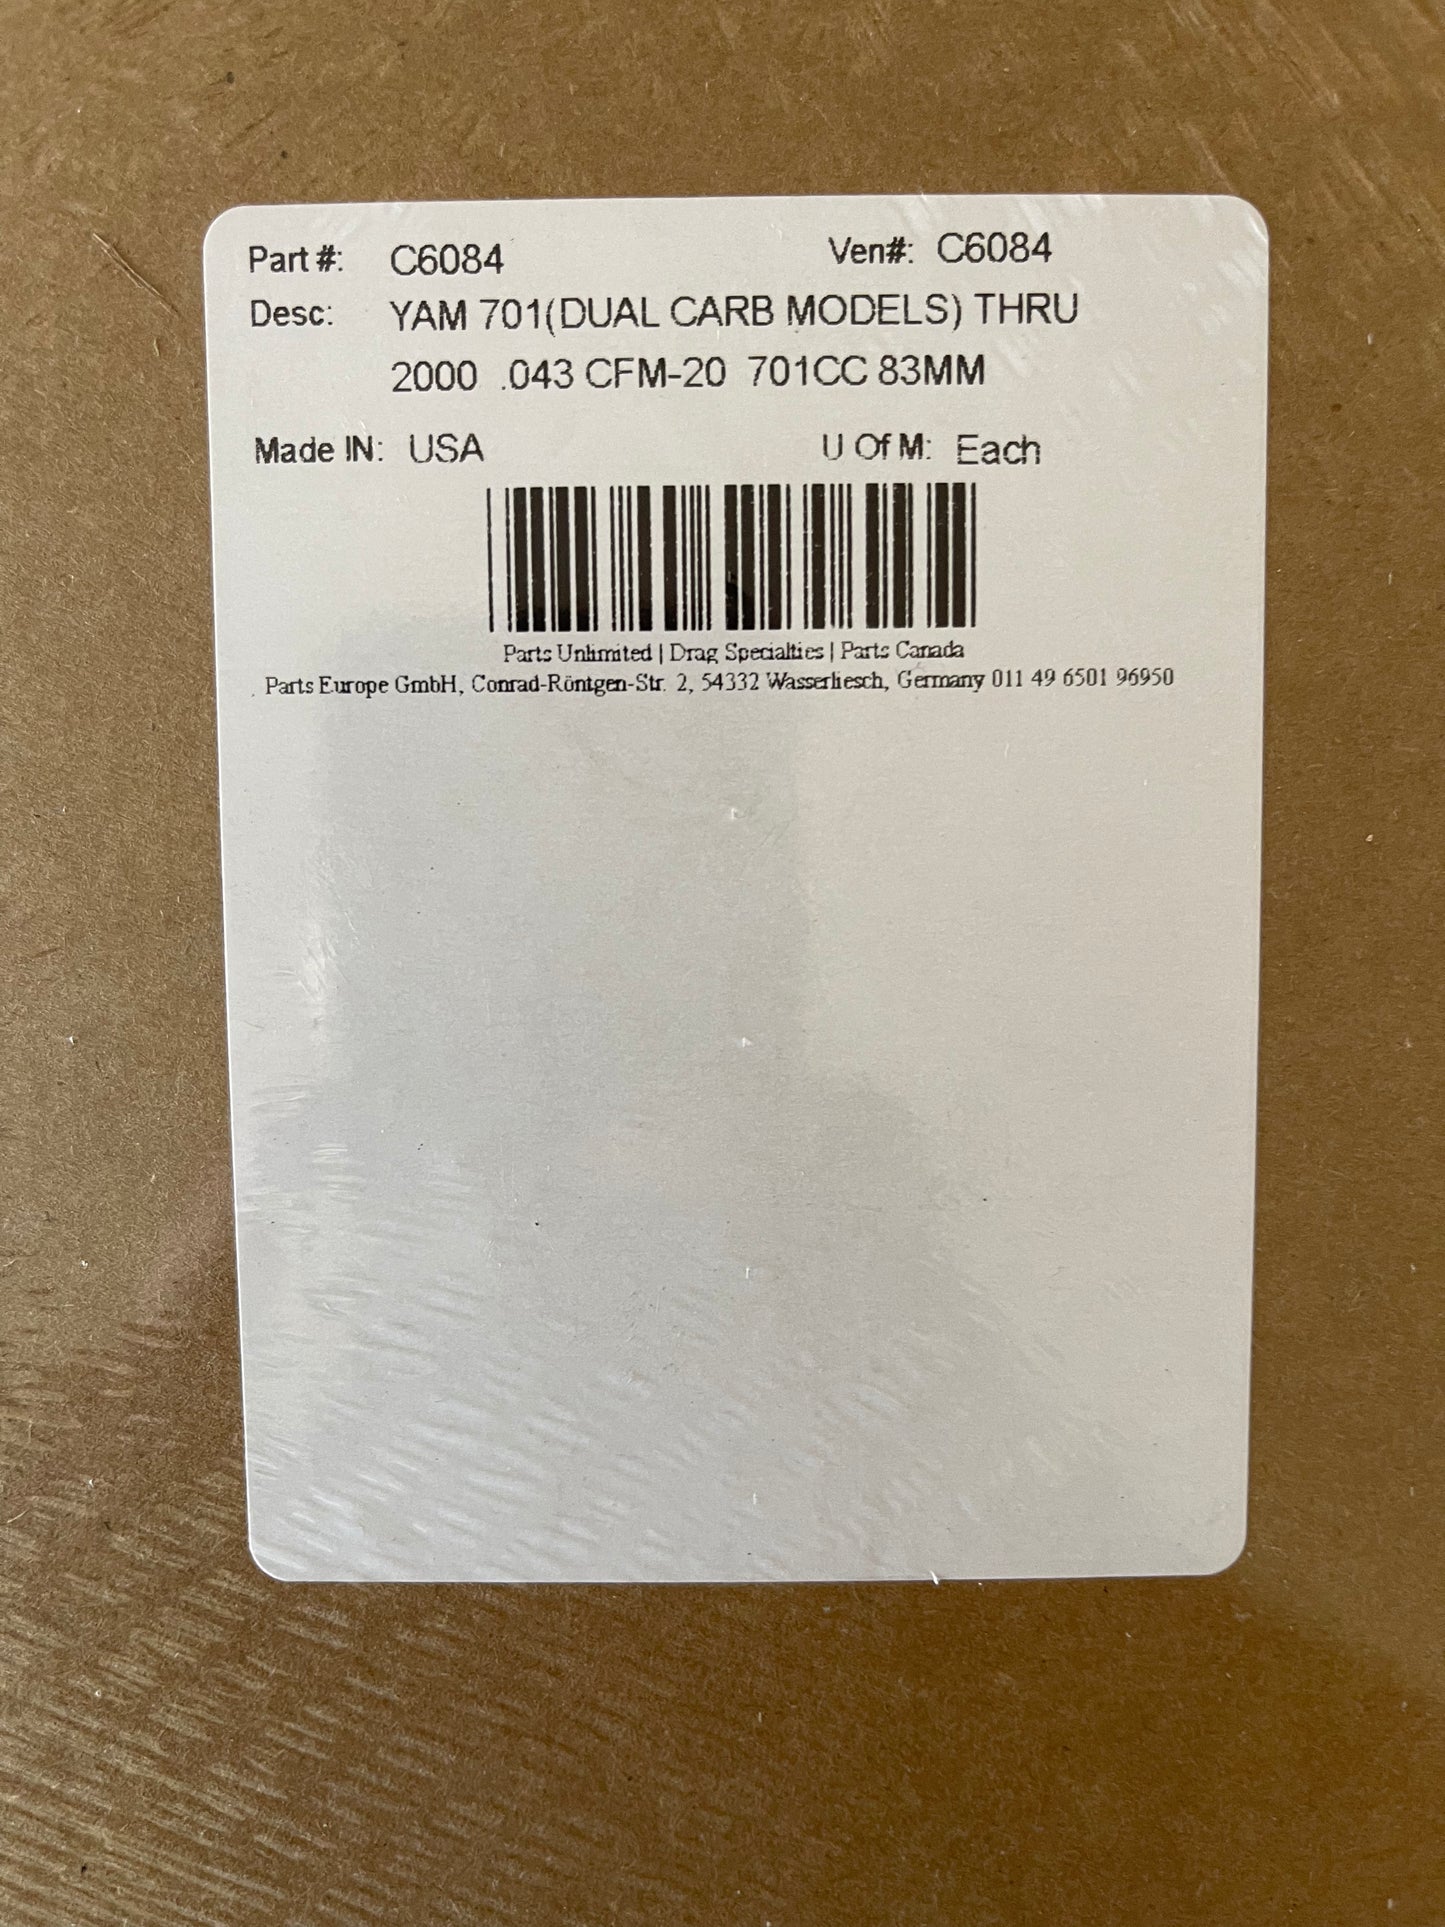 Part #: C6084 Ven#: C6084
Desc: YAM 701(DUAL CARB MODELS) THRU
2000 .043 CFM-20 701CC 83MM
Made IN: USA U Of M: Each
Parts Unlimited | Drag Specialties | Parts Canada
Parts Europe GmbH, Conrad-Röntgen-Str. 2, 54332 Wasserliesch, Germany 011 49 6501 96950